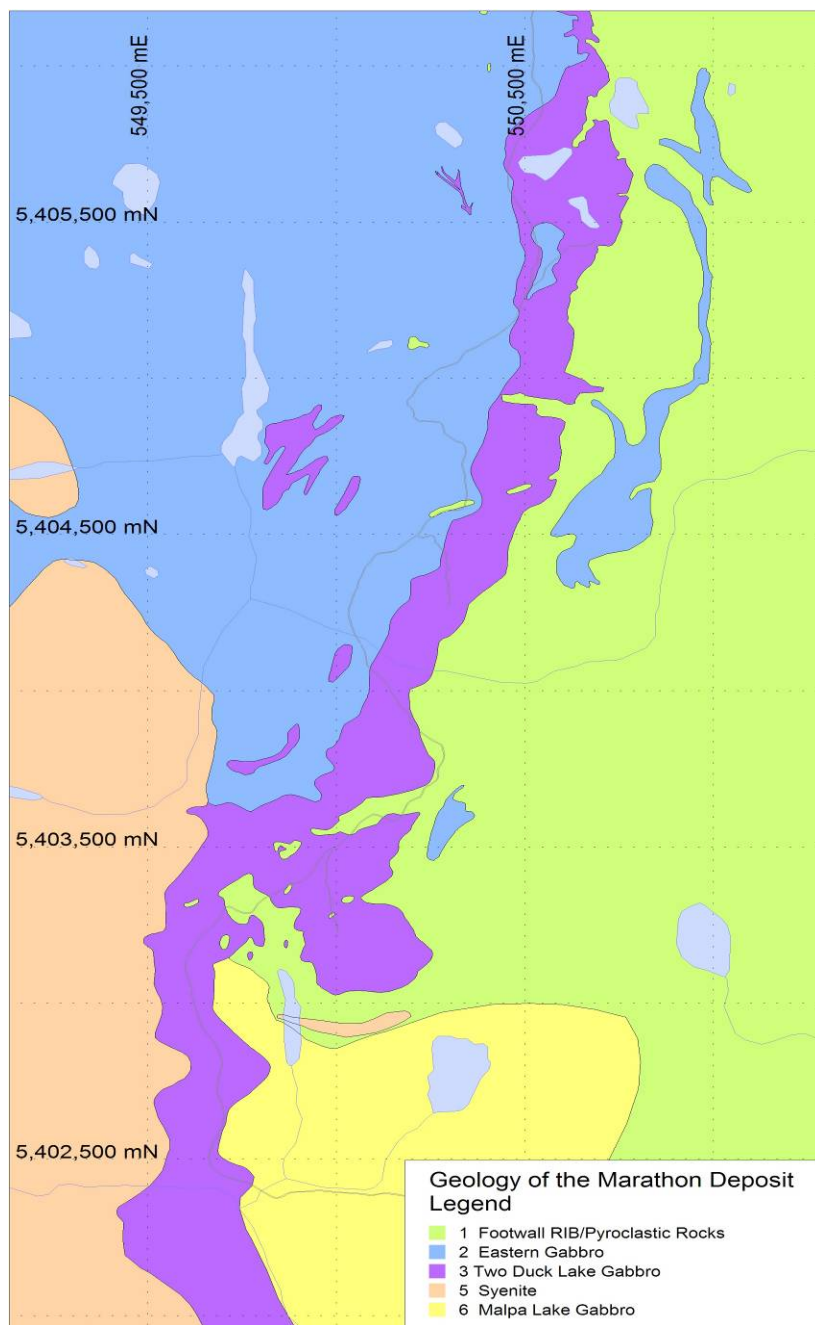 549,500 mE
550,500 mE
5,405,500 mN
5,404,500 mN
5,403,500 mN
5,402,500 mN
Geology of the Marathon Deposit
Legend
1 Footwall RIB/Pyroclastic Rocks
2 Eastern Gabbro
3 Two Duck Lake Gabbro
5 Syenite
6 Malpa Lake Gabbro